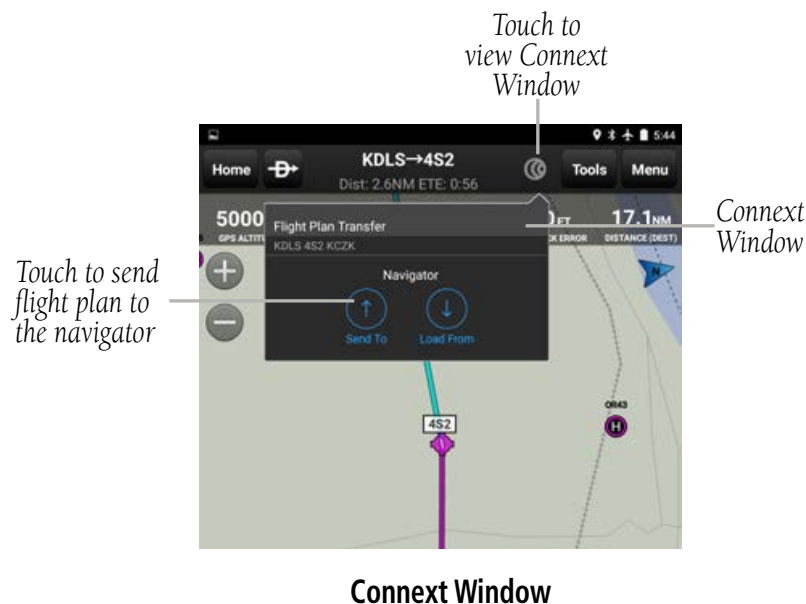 Touch to
view Connext
Window
5:44
Home
KDLS→4S2
Dist: 2.6NM ETE: 0:56
Tools
Menu
5000
GPS ALTITU
Flight Plan Transfer
KDLS 4S2 KCZK
FT
CK ERROR
17.1NM
DISTANCE (DEST)
Connext
Window
N
Navigator
Send To
Load From
Touch to send
flight plan to
the navigator
4S2
OR43
H
Connext Window